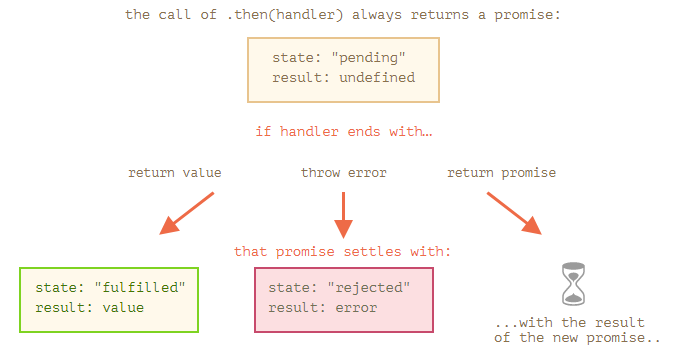 the call of .then(handler) always returns a promise:
state: "pending"
result: undefined
if handler ends with…
return value
throw error
return promise
that promise settles with:
state: "fulfilled"
result: value
state: "rejected"
result: error
...with the result
of the new promise..